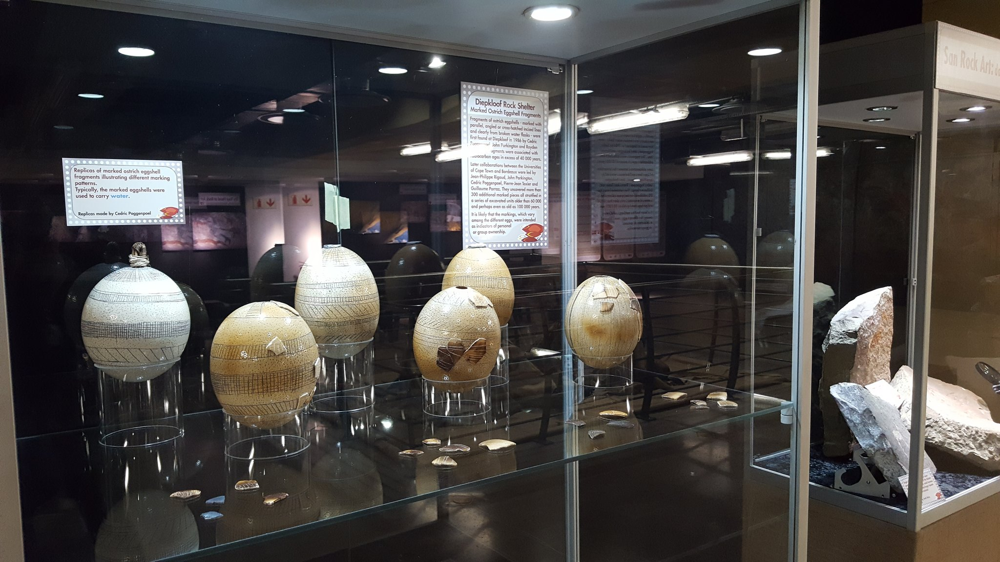 Replicas of marked ostrich eggshell
fragments illustrating different marking
patterns.
Typically, the marked eggshells were
used to carry water.
Replicas made by Cedric Poggenpoel
Diepkloof Rock Shelter
Marked Ostrich Eggshell Fragments
Fragments of ostrich eggshells - marked with
parallel, angled or cross-hatched incised lines
and clearly from broken water flasks - were
first found at Diepkloof in 1986 by Cedric
Poggenpoel, John Parkington and Royden
were associated with
radiocarbon ages in excess of 40 000 years.
Later collaborations between the Universities
of Cape Town and Bordeaux were led by
Jean-Philippe Rigaud, John Parkington,
Cedric Poggenpoel, Pierre-Jean Texier and
Guillaume Porraz. They uncovered more than
300 additional marked pieces all stratified in
a series of excavated units older than 60 000
and perhaps even as old as 100 000 years.
It is likely that the markings, which vary
among the different eggs, were intended
as indicators of personal
or group ownership.
San Rock Art: